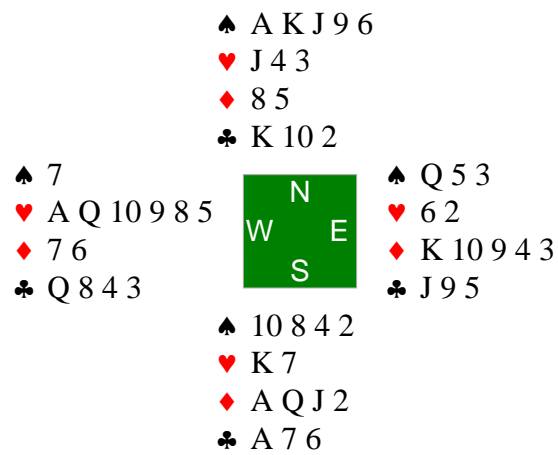 ♠ A K J 9 6
♥ J 4 3
♦ 8 5
♣ K 10 2
♠ 7
♥ A Q 10 9 8 5
♦ 7 6
♣ Q 8 4 3
N
W E
S
♠ Q 5 3
♥ 6 2
♦ K 10 9 4 3
♣ J 9 5
♠ 10 8 4 2
♥ K 7
♦ A Q J 2
♣ A 7 6